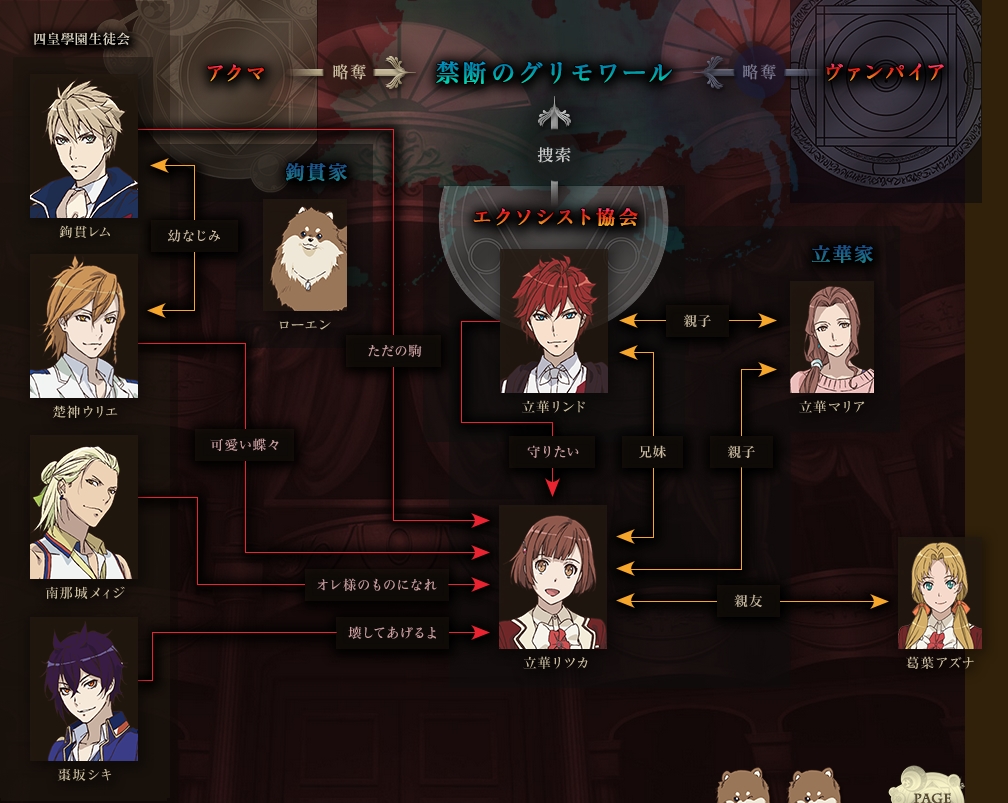 四皇學園生徒会
アクマ
略奪
禁断のグリモワール
略奪
ヴァンパイア
捜索
鉤貫家
エクソシスト協会
立華家
鉤貫レム
幼なじみ
ローエン
ただの駒
親子
楚神ウリエ
立華リンド
立華マリア
可愛い蝶々
守りたい
兄妹
親子
南那城メィジ
オレ様のものになれ
親友
壊してあげるよ
立華リツカ
葛葉アズナ
棗坂シキ
PAGE